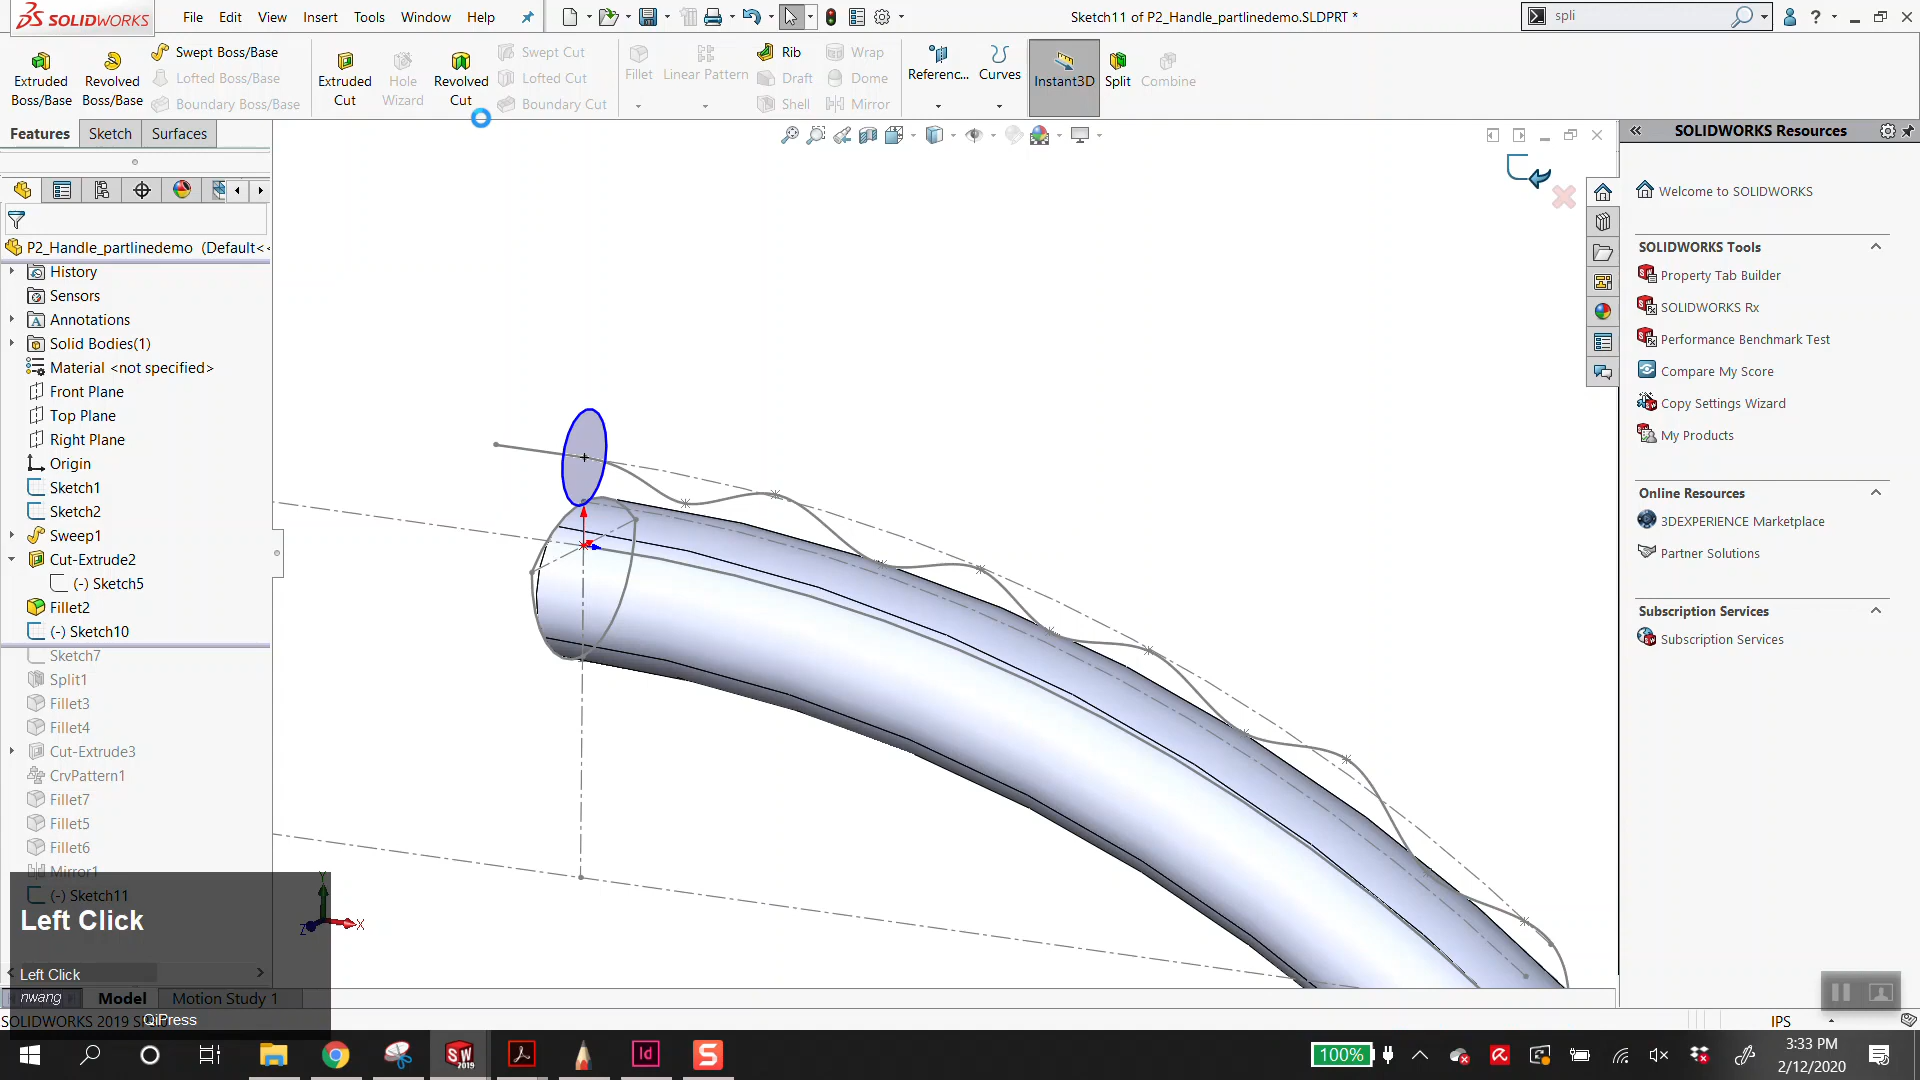 SOLIDWORKS
File Edit View Insert Tools Window Help
Sketch11 of P2_Handle_partlinedemo.SLDPRT *
spli
Extruded Boss/Base
Revolved Boss/Base
Swept Boss/Base
Lofted Boss/Base
Boundary Boss/Base
Extruded Cut
Hole Wizard
Revolved Cut
Swept Cut
Lofted Cut
Boundary Cut
Fillet
Linear Pattern
Rib
Draft
Shell
Wrap
Dome
Mirror
Referenc...
Curves
Instant3D
Split
Combine
Features Sketch Surfaces
P2_Handle_partlinedemo (Default<<
History
Sensors
Annotations
Solid Bodies(1)
Material <not specified>
Front Plane
Top Plane
Right Plane
Origin
Sketch1
Sketch2
Sweep1
Cut-Extrude2
(-) Sketch5
Fillet2
(-) Sketch10
Sketch7
Split1
Fillet3
Fillet4
Cut-Extrude3
CrvPattern1
Fillet7
Fillet5
Fillet6
Mirror1
(-) Sketch11
Left Click
Left Click
nwang
QiPress
Y
X
Z
Model Motion Study 1
SOLIDWORKS 2019 SP
IPS
SOLIDWORKS Resources
Welcome to SOLIDWORKS
SOLIDWORKS Tools
Property Tab Builder
SOLIDWORKS Rx
Performance Benchmark Test
Compare My Score
Copy Settings Wizard
My Products
Online Resources
3DEXPERIENCE Marketplace
Partner Solutions
Subscription Services
Subscription Services
SW
2019
Id
S
100%
3:33 PM
2/12/2020